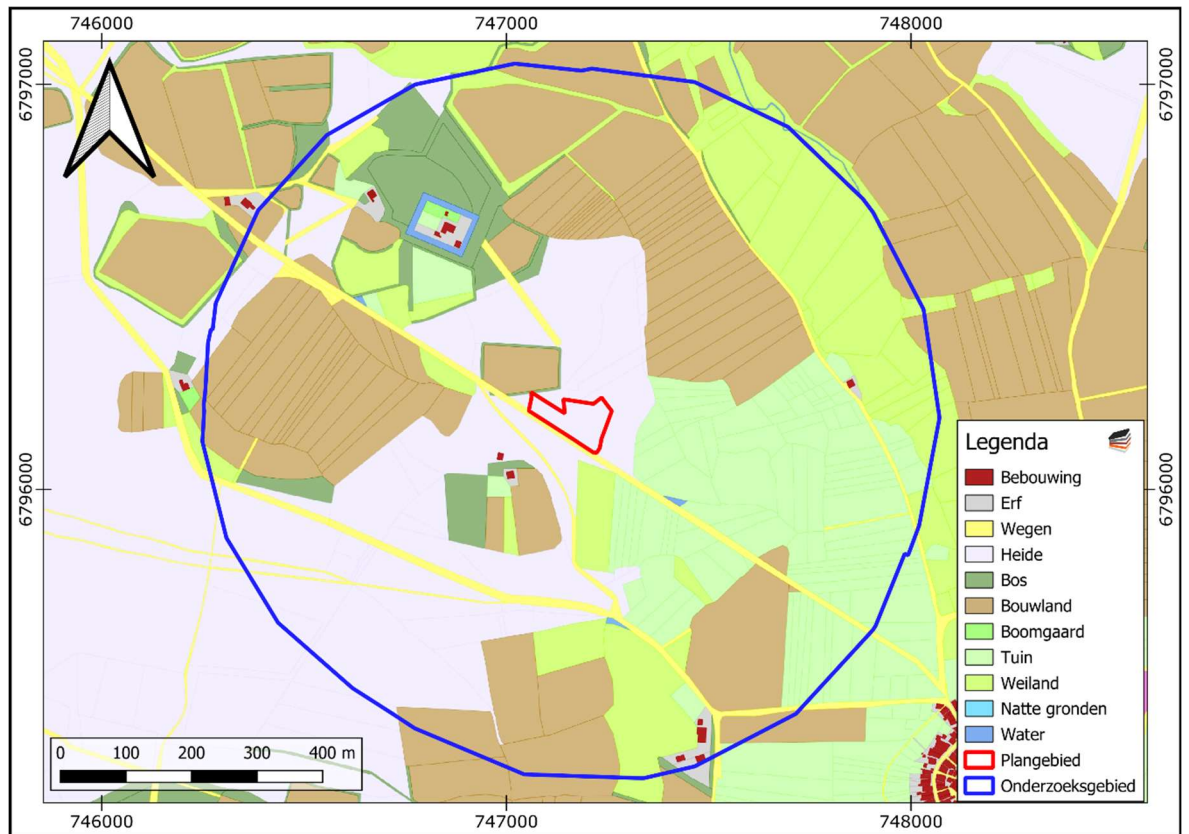 746000 747000 748000
6797000 6797000
6796000 6796000
Legenda
Bebouwing
Erf
Wegen
Heide
Bos
Bouwland
Boomgaard
Tuin
Weiland
Natte gronden
Water
Plangebied
Onderzoeksgebied
0 100 200 300 400 m
746000 747000 748000